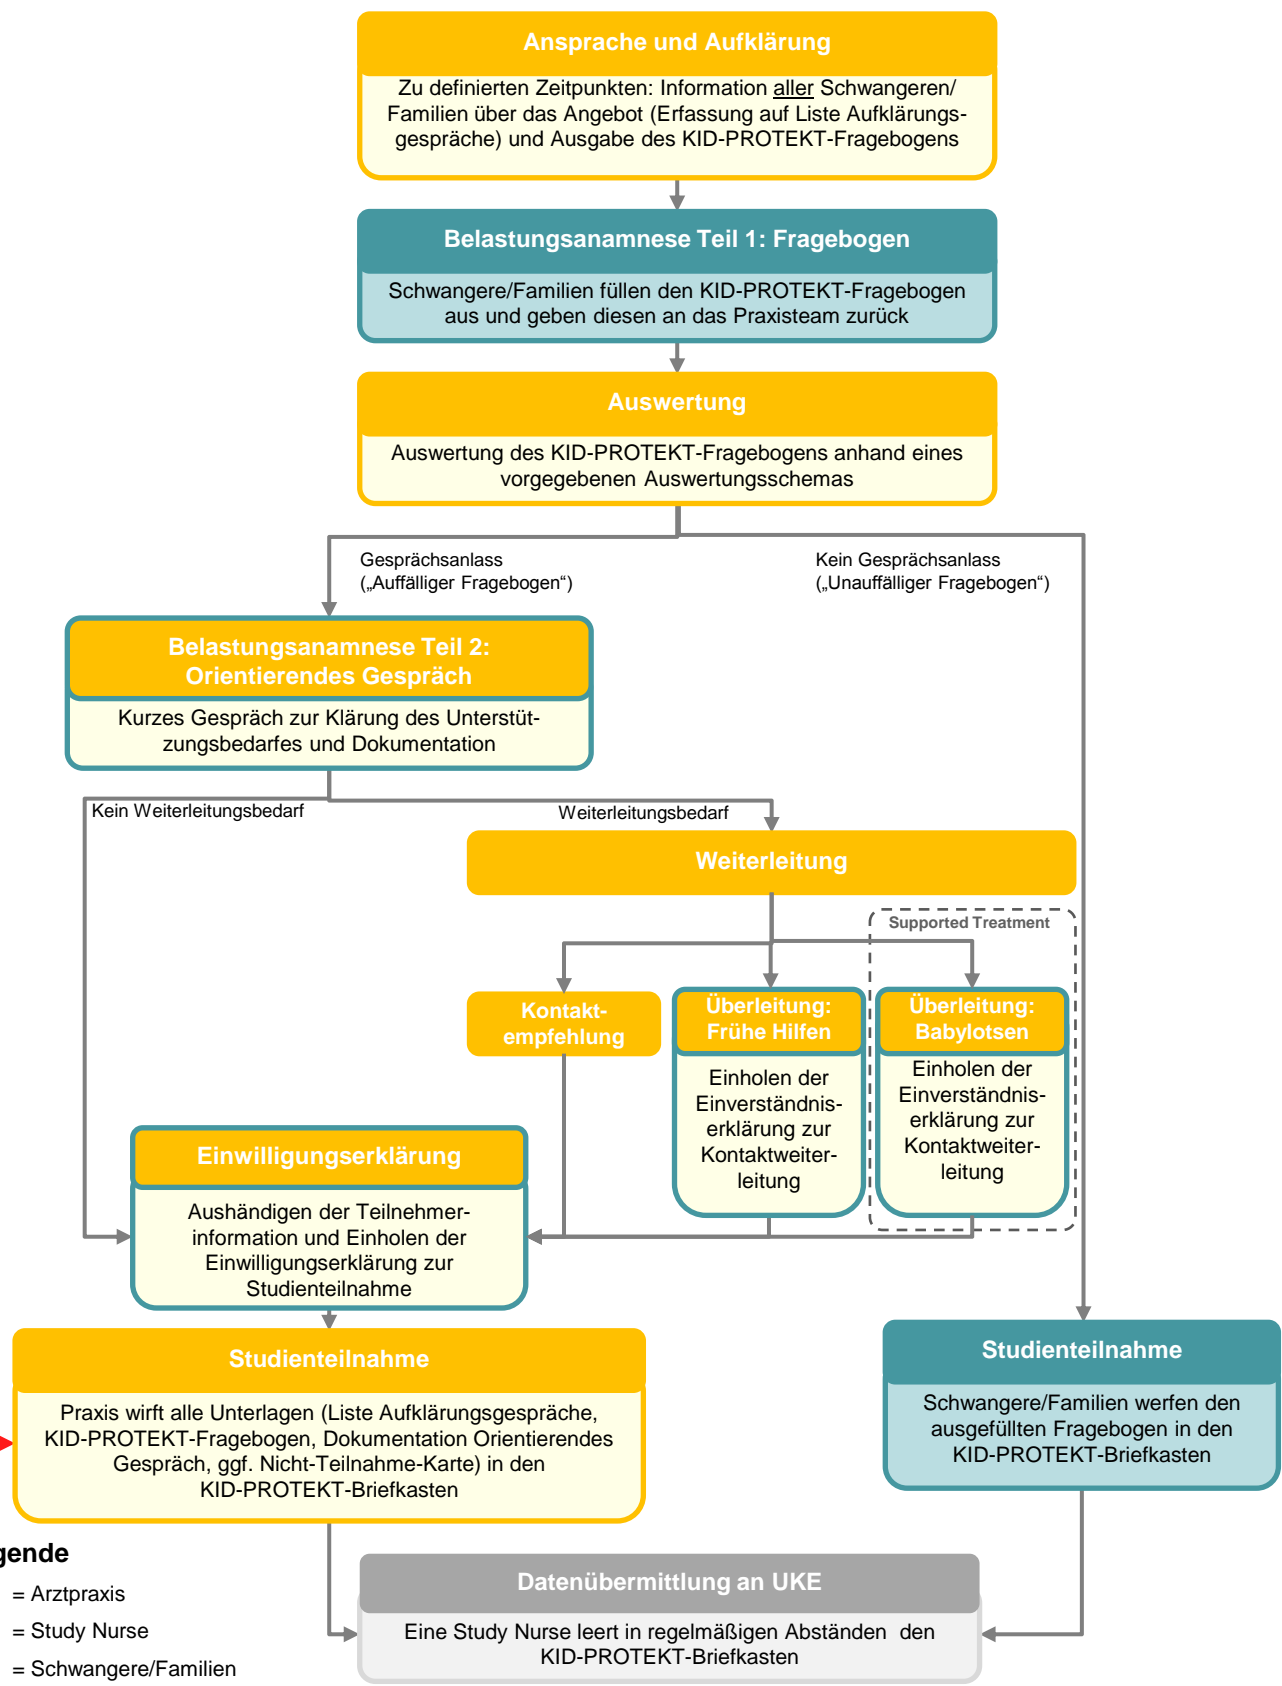 Ansprache und Aufklärung
Zu definierten Zeitpunkten: Information aller Schwangeren/
Familien über das Angebot (Erfassung auf Liste Aufklärungs-
gespräche) und Ausgabe des KID-PROTEKT-Fragebogens
Belastungsanamnese Teil 1: Fragebogen
Schwangere/Familien füllen den KID-PROTEKT-Fragebogen
aus und geben diesen an das Praxisteam zurück
Auswertung
Auswertung des KID-PROTEKT-Fragebogens anhand eines
vorgegebenen Auswertungsschemas
Gesprächsanlass
(„Auffälliger Fragebogen“)
Kein Gesprächsanlass
(„Unauffälliger Fragebogen“)
Belastungsanamnese Teil 2:
Orientierendes Gespräch
Kurzes Gespräch zur Klärung des Unterstüt-
zungsbedarfes und Dokumentation
Kein Weiterleitungsbedarf
Weiterleitungsbedarf
Weiterleitung
Supported Treatment
Kontakt-
empfehlung
Überleitung:
Frühe Hilfen
Einholen der
Einverständnis-
erklärung zur
Kontaktweiter-
leitung
Überleitung:
Babylotsen
Einholen der
Einverständnis-
erklärung zur
Kontaktweiter-
leitung
Einwilligungserklärung
Aushändigen der Teilnehmer-
information und Einholen der
Einwilligungserklärung zur
Studienteilnahme
Studienteilnahme
Praxis wirft alle Unterlagen (Liste Aufklärungsgespräche,
KID-PROTEKT-Fragebogen, Dokumentation Orientierendes
Gespräch, ggf. Nicht-Teilnahme-Karte) in den
KID-PROTEKT-Briefkasten
Studienteilnahme
Schwangere/Familien werfen den
ausgefüllten Fragebogen in den
KID-PROTEKT-Briefkasten
gende
= Arztpraxis
= Study Nurse
= Schwangere/Familien
Datenübermittlung an UKE
Eine Study Nurse leert in regelmäßigen Abständen den
KID-PROTEKT-Briefkasten